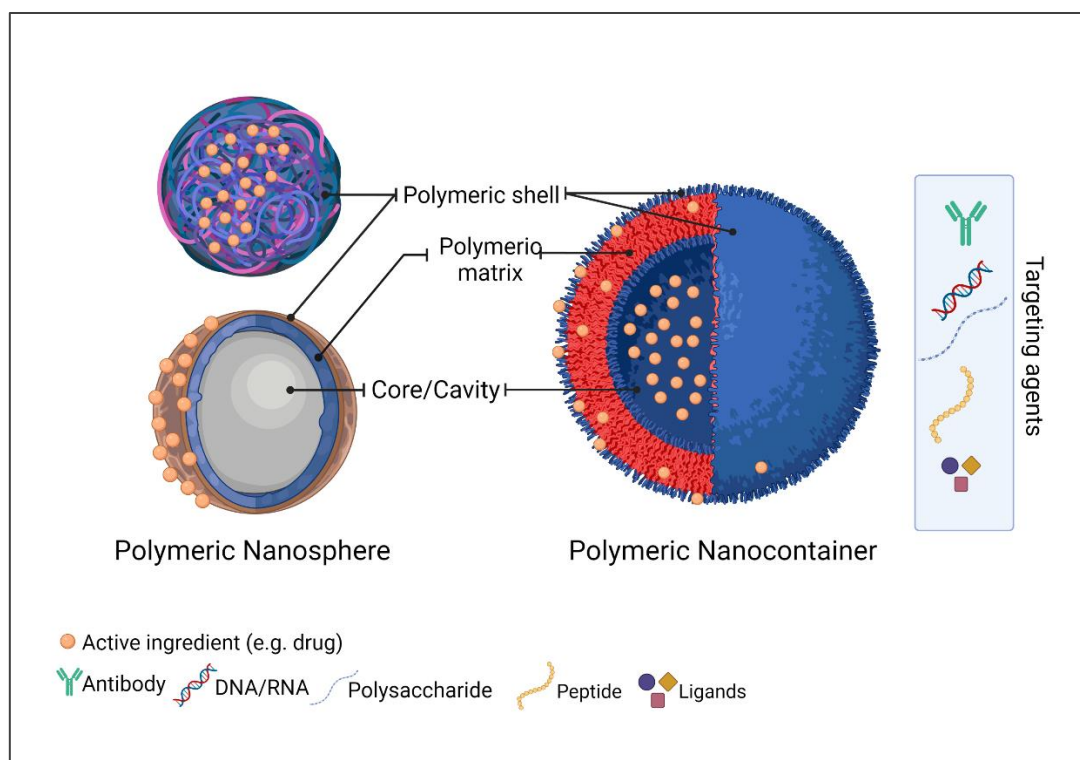 Polymeric shell
Polymeric
matrix
Core/Cavity
Targeting agents
Polymeric Nanosphere
Polymeric Nanocontainer
Active ingredient (e.g. drug)
Antibody
DNA/RNA
Polysaccharide
Peptide
Ligands